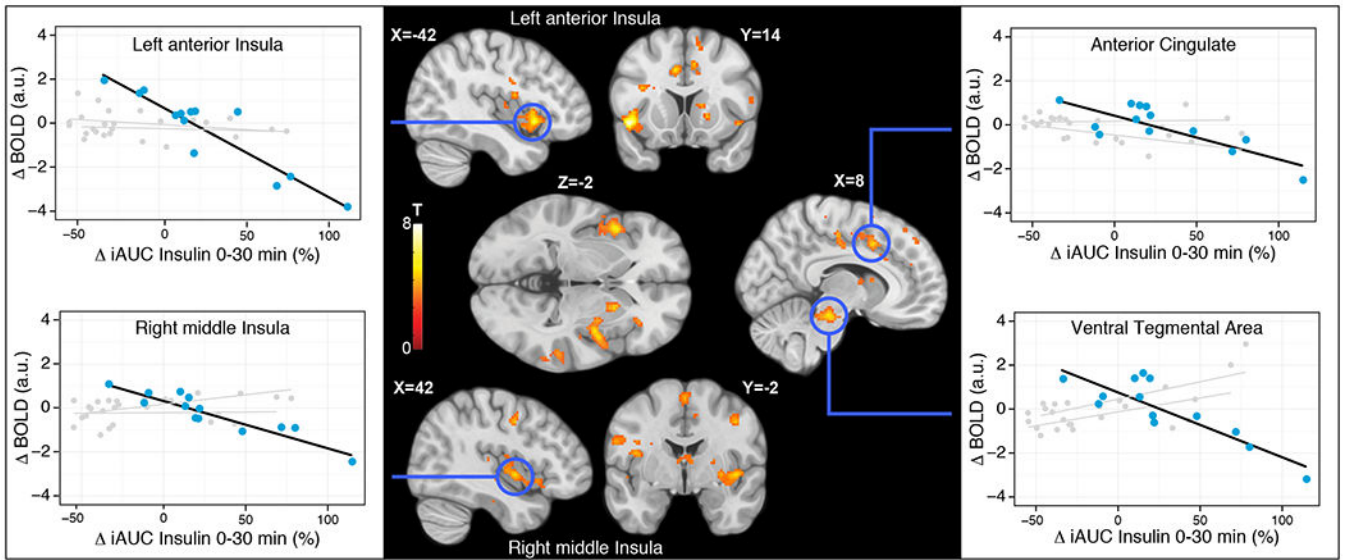 Left anterior Insula
Δ BOLD (a.u.)
4
2
0
−2
−4
-50
0
50
100
Δ iAUC Insulin 0-30 min (%)
Right middle Insula
Δ BOLD (a.u.)
4
2
0
−2
−4
-50
0
50
100
Δ iAUC Insulin 0-30 min (%)
Left anterior Insula
X=-42
Y=14
Z=-2
X=8
T
8
0
X=42
Y=-2
Right middle Insula
Anterior Cingulate
Δ BOLD (a.u.)
4
2
0
−2
−4
-50
0
50
100
Δ iAUC Insulin 0-30 min (%)
Ventral Tegmental Area
Δ BOLD (a.u.)
4
2
0
−2
−4
-50
0
50
100
Δ iAUC Insulin 0-30 min (%)